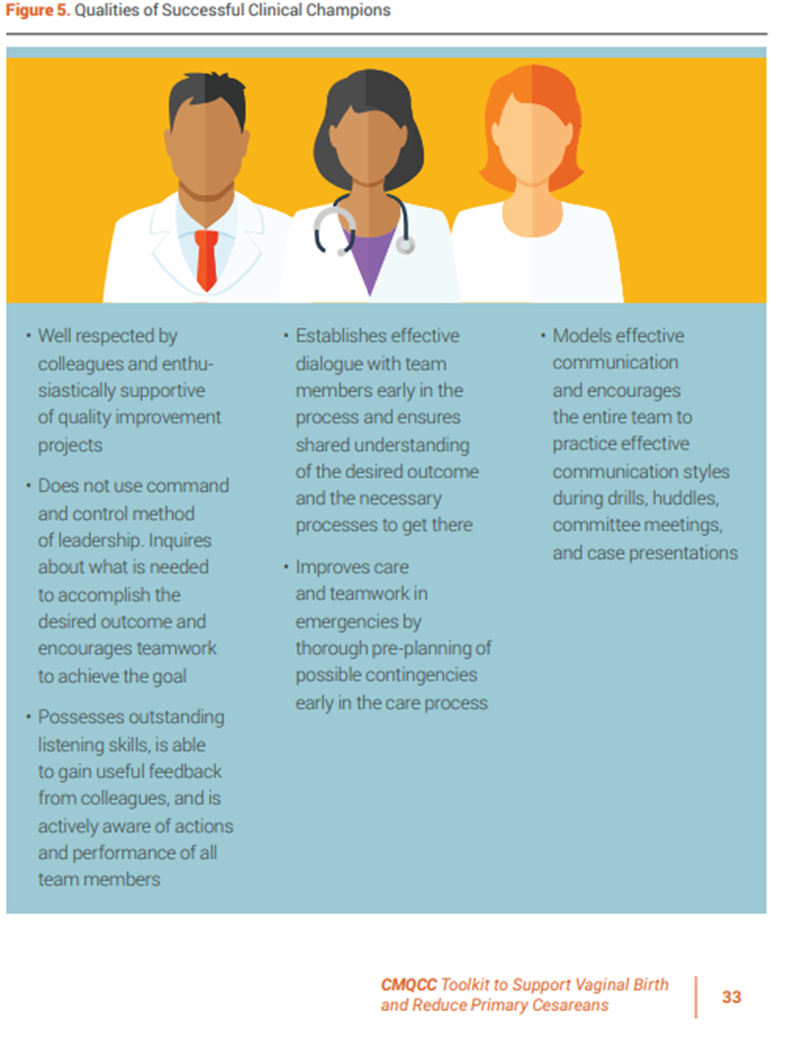 Figure 5. Qualities of Successful Clinical Champions
• Well respected by
colleagues and enthu-
siastically supportive
of quality improvement
projects
• Does not use command
and control method
of leadership. Inquires
about what is needed
to accomplish the
desired outcome and
encourages teamwork
to achieve the goal
• Possesses outstanding
listening skills, is able
to gain useful feedback
from colleagues, and is
actively aware of actions
and performance of all
team members
• Establishes effective
dialogue with team
members early in the
process and ensures
shared understanding
of the desired outcome
and the necessary
processes to get there
• Improves care
and teamwork in
emergencies by
thorough pre-planning of
possible contingencies
early in the care process
• Models effective
communication
and encourages
the entire team to
practice effective
communication styles
during drills, huddles,
committee meetings,
and case presentations
CMQCC Toolkit to Support Vaginal Birth
and Reduce Primary Cesareans
33